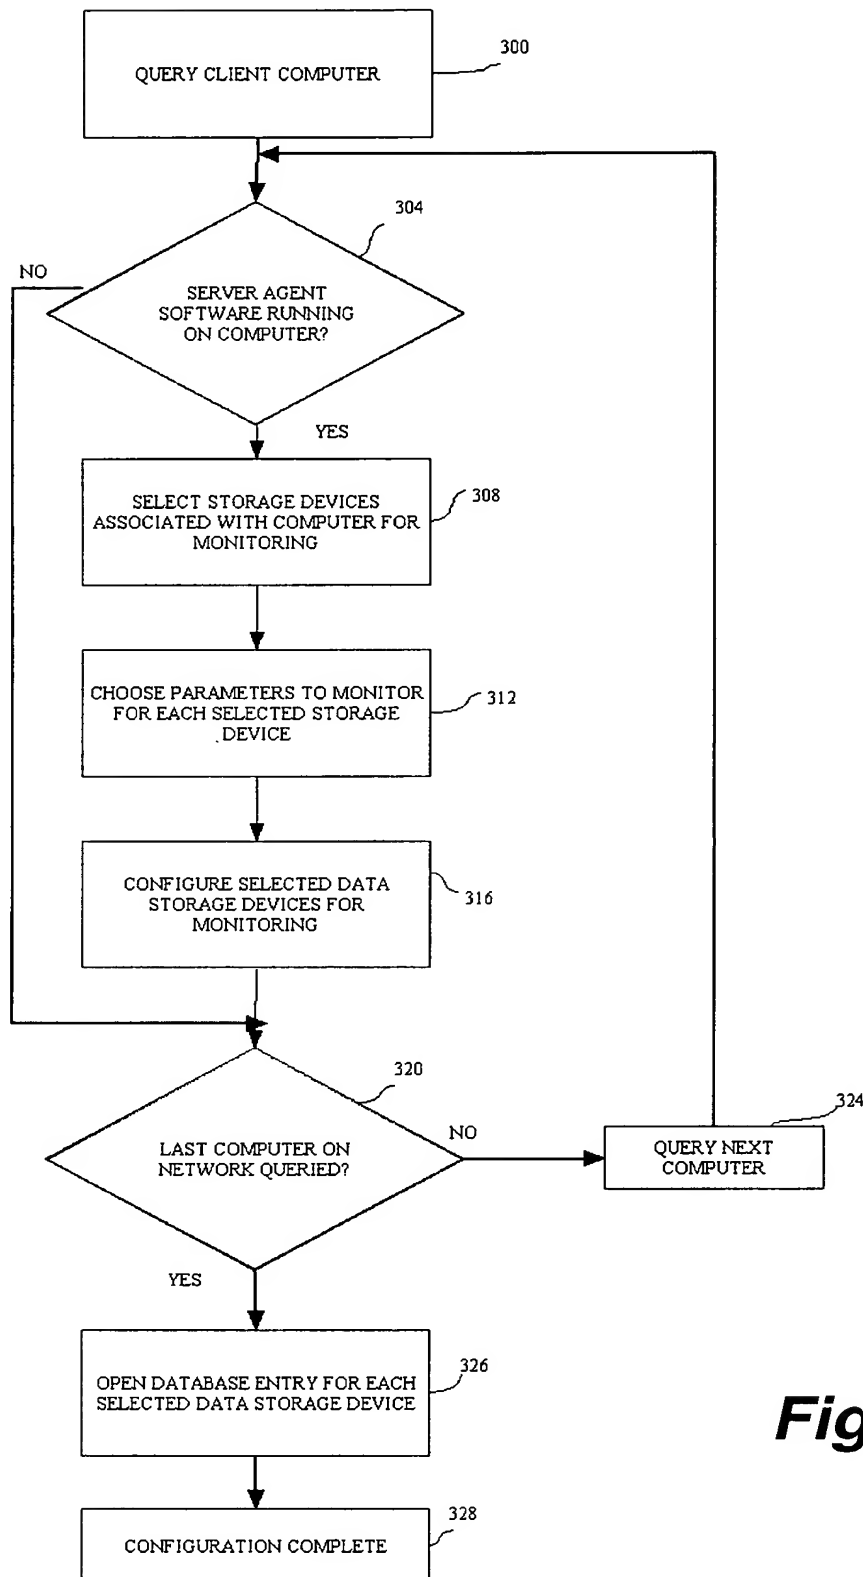 QUERY CLIENT COMPUTER
300
304
NO
SERVER AGENT
SOFTWARE RUNNING
ON COMPUTER?
YES
SELECT STORAGE DEVICES
ASSOCIATED WITH COMPUTER FOR
MONITORING
308
CHOOSE PARAMETERS TO MONITOR
FOR EACH SELECTED STORAGE
DEVICE
312
CONFIGURE SELECTED DATA
STORAGE DEVICES FOR
MONITORING
316
320
LAST COMPUTER ON
NETWORK QUERIED?
NO
324
QUERY NEXT
COMPUTER
YES
OPEN DATABASE ENTRY FOR EACH
SELECTED DATA STORAGE DEVICE
326
Fig
CONFIGURATION COMPLETE
328